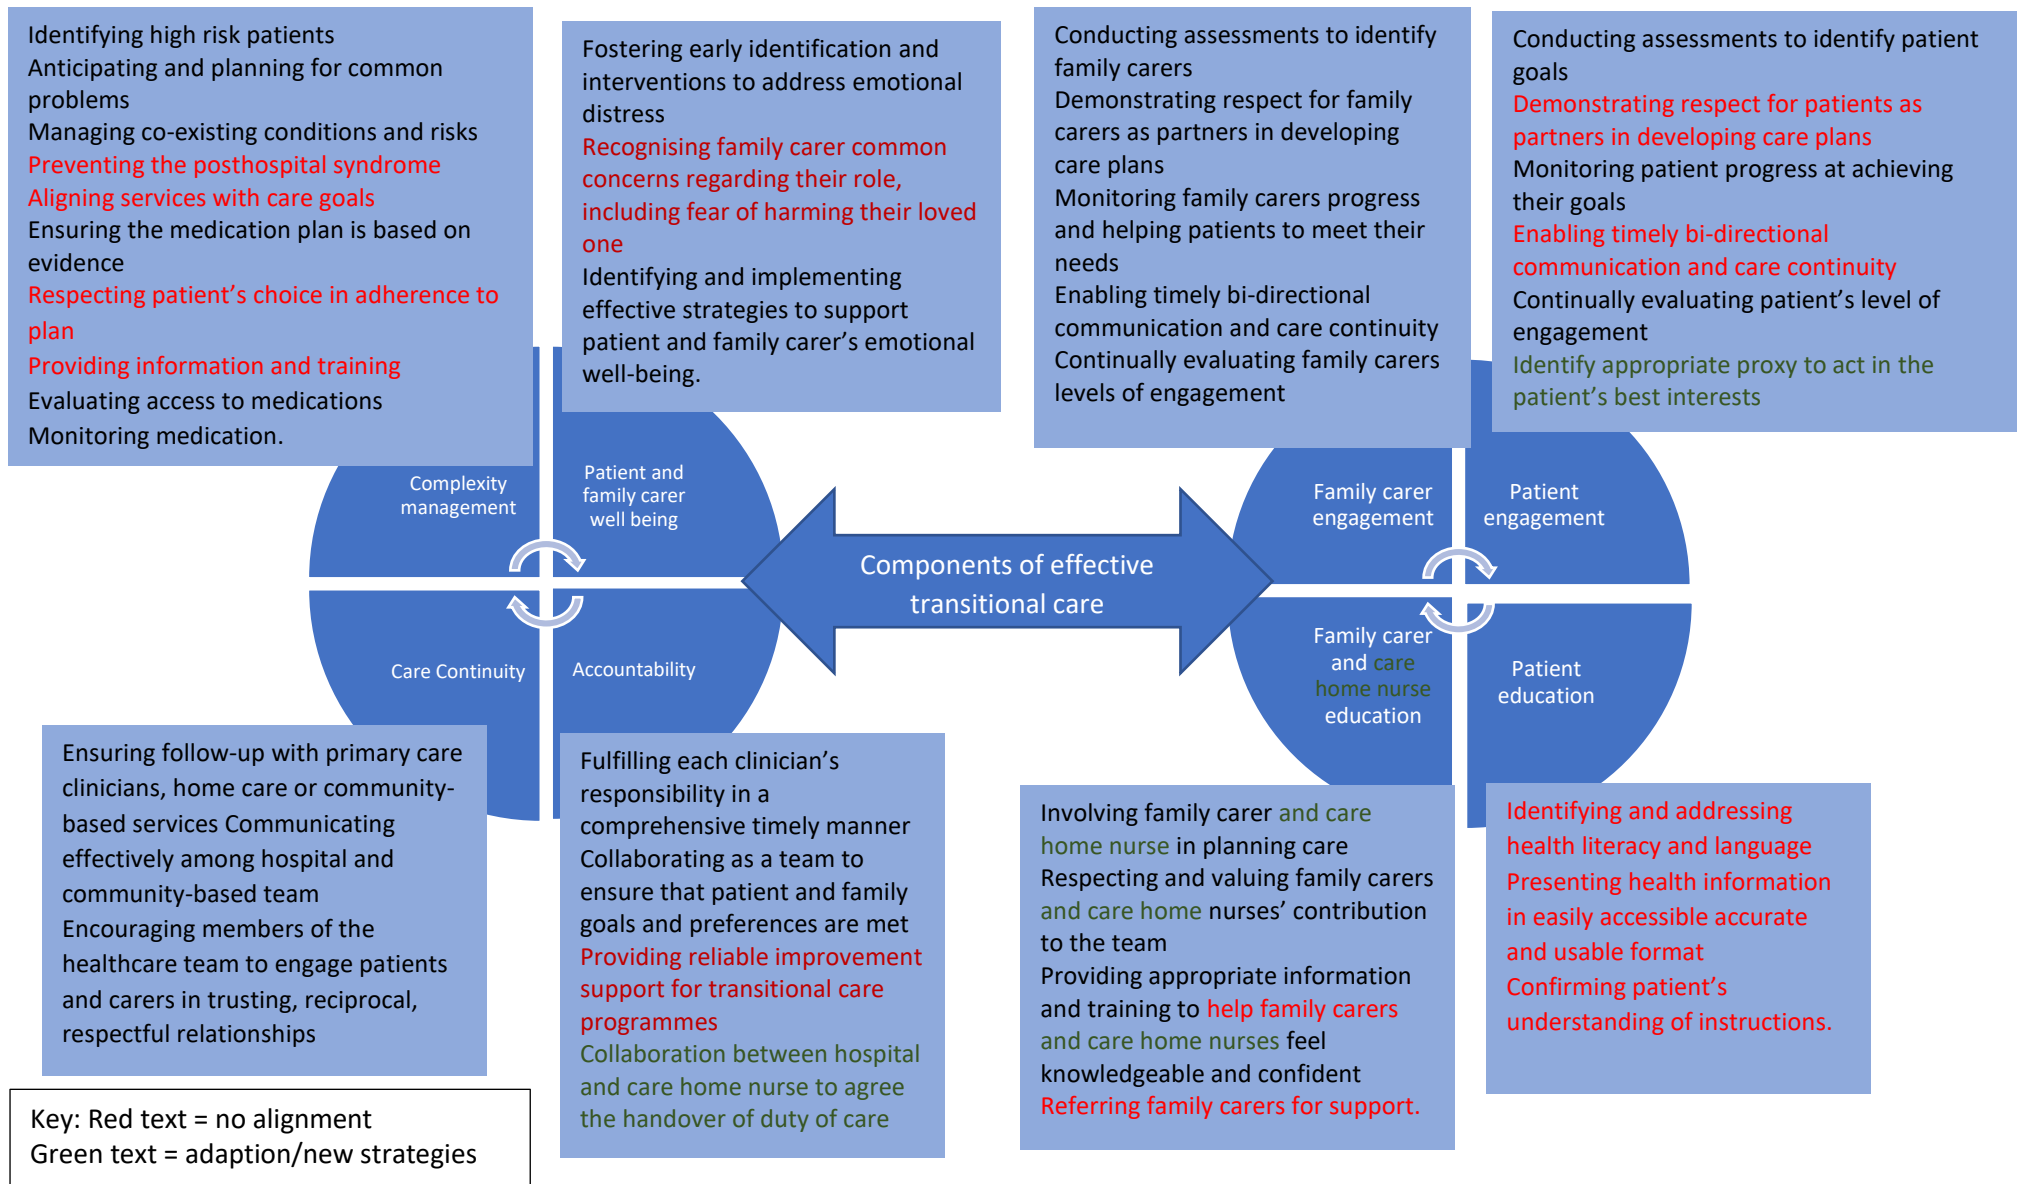 Identifying high risk patients
Anticipating and planning for common
problems
Managing co-existing conditions and risks
Preventing the posthospital syndrome
Aligning services with care goals
Ensuring the medication plan is based on
evidence
Respecting patient’s choice in adherence to
plan
Providing information and training
Evaluating access to medications
Monitoring medication.
Fostering early identification and
interventions to address emotional
distress
Recognising family carer common
concerns regarding their role,
including fear of harming their loved
one
Identifying and implementing
effective strategies to support
patient and family carer’s emotional
well-being.
Conducting assessments to identify
family carers
Demonstrating respect for family
carers as partners in developing
care plans
Monitoring family carers progress
and helping patients to meet their
needs
Enabling timely bi-directional
communication and care continuity
Continually evaluating family carers
levels of engagement
Conducting assessments to identify patient
goals
Demonstrating respect for patients as
partners in developing care plans
Monitoring patient progress at achieving
their goals
Enabling timely bi-directional
communication and care continuity
Continually evaluating patient’s level of
engagement
Identify appropriate proxy to act in the
patient’s best interests
Complexity
management
Patient and
family carer
well being
Care Continuity
Accountability
Components of effective
transitional care
Family carer
engagement
Patient
engagement
Family carer
and care
home nurse
education
Patient
education
Ensuring follow-up with primary care
clinicians, home care or community-
based services Communicating
effectively among hospital and
community-based team
Encouraging members of the
healthcare team to engage patients
and carers in trusting, reciprocal,
respectful relationships
Fulfilling each clinician’s
responsibility in a
comprehensive timely manner
Collaborating as a team to
ensure that patient and family
goals and preferences are met
Providing reliable improvement
support for transitional care
programmes
Collaboration between hospital
and care home nurse to agree
the handover of duty of care
Involving family carer and care
home nurse in planning care
Respecting and valuing family carers
and care home nurses’ contribution
to the team
Providing appropriate information
and training to help family carers
and care home nurses feel
knowledgeable and confident
Referring family carers for support.
Identifying and addressing
health literacy and language
Presenting health information
in easily accessible accurate
and usable format
Confirming patient’s
understanding of instructions.
Key: Red text = no alignment
Green text = adaption/new strategies